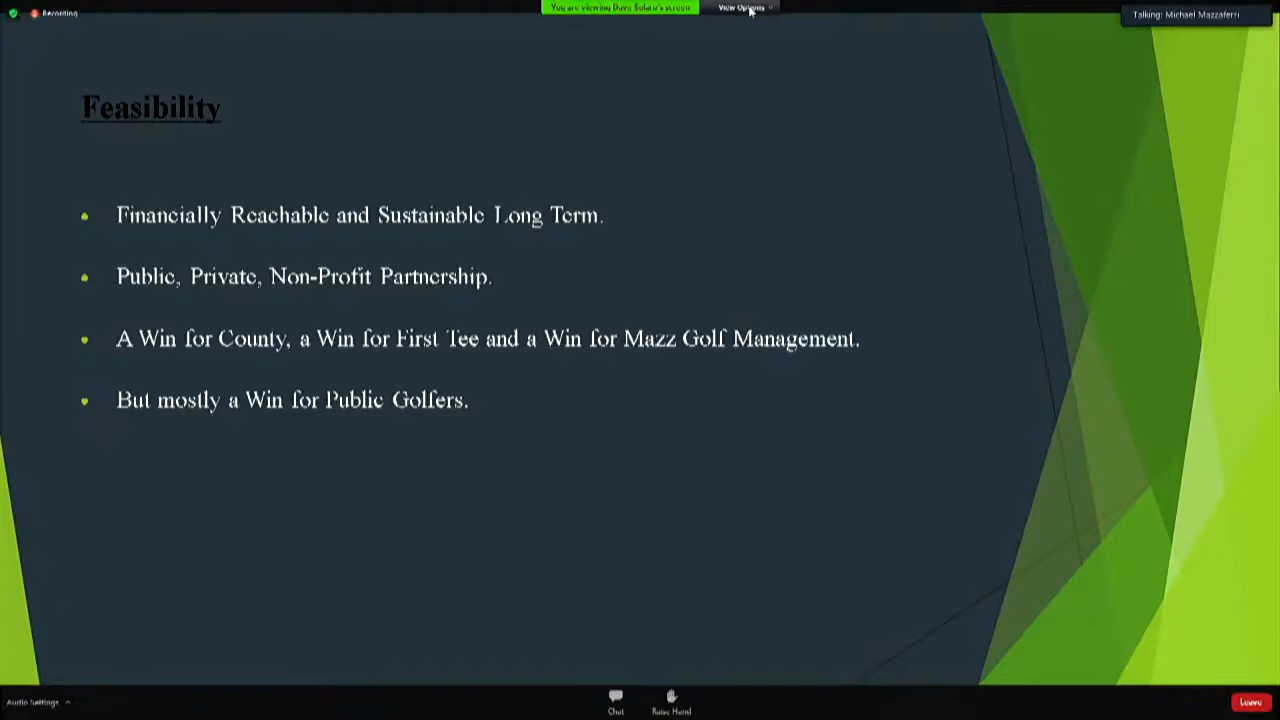 Recording
You are viewing Dave Solaro's screen
View Options
Talking: Michael Mazzaferri
Feasibility
Financially Reachable and Sustainable Long Term.
Public, Private, Non-Profit Partnership.
A Win for County, a Win for First Tee and a Win for Mazz Golf Management.
But mostly a Win for Public Golfers.
Audio Settings
Chat
Raise Hand
Leave